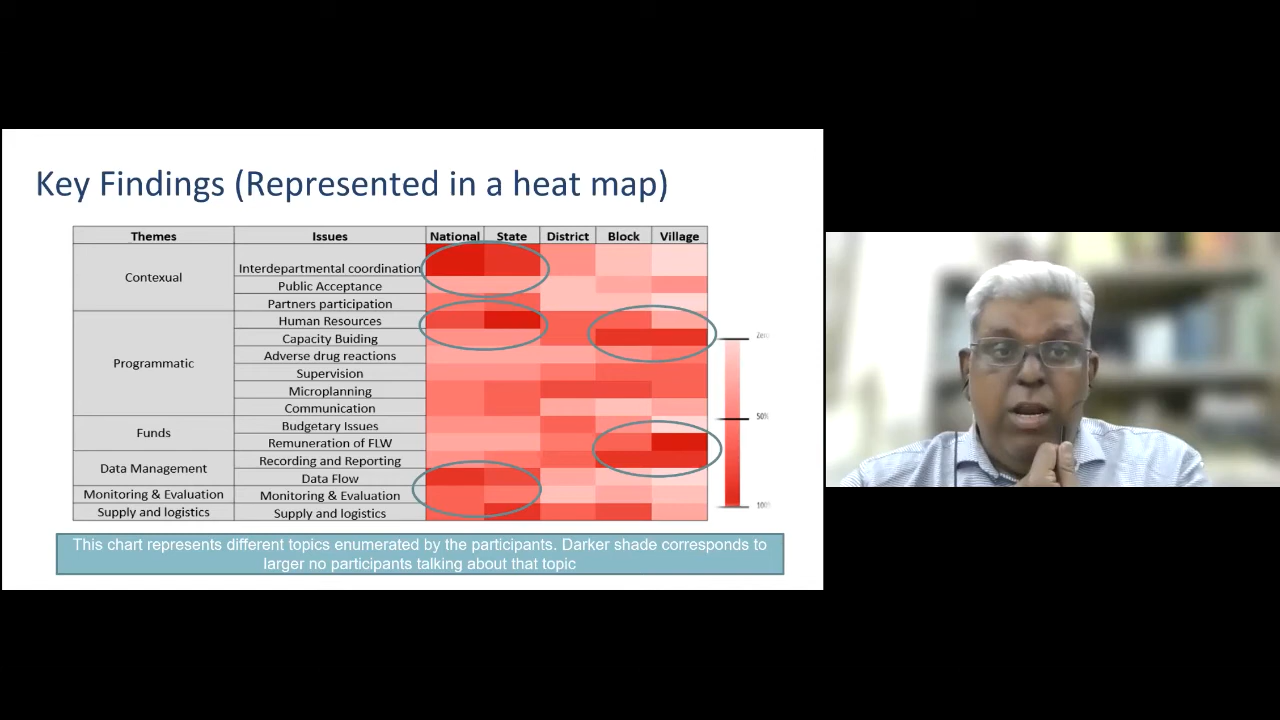 Key Findings (Represented in a heat map)
Themes Issues National State District Block Village
Contexual
Interdepartmental coordination
Public Acceptance
Partners participation
Programmatic
Human Resources
Capacity Buiding
Adverse drug reactions
Supervision
Microplanning
Communication
Funds
Budgetary Issues
Remuneration of FLW
Data Management
Recording and Reporting
Data Flow
Monitoring & Evaluation Monitoring & Evaluation
Supply and logistics Supply and logistics
Zero
50%
100%
This chart represents different topics enumerated by the participants. Darker shade corresponds to
larger no participants talking about that topic